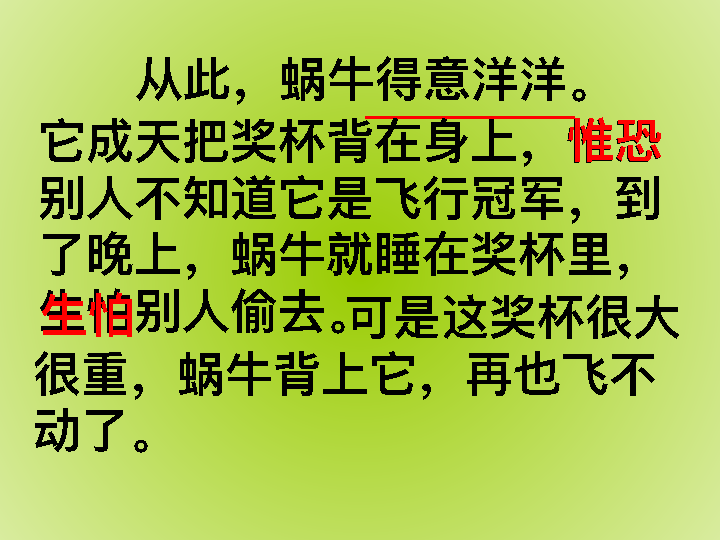 从此，蜗牛得意洋洋。
它成天把奖杯背在身上，惟恐
别人不知道它是飞行冠军，到
了晚上，蜗牛就睡在奖杯里，
生怕别人偷去。可是这奖杯很大
很重，蜗牛背上它，再也飞不
动了。